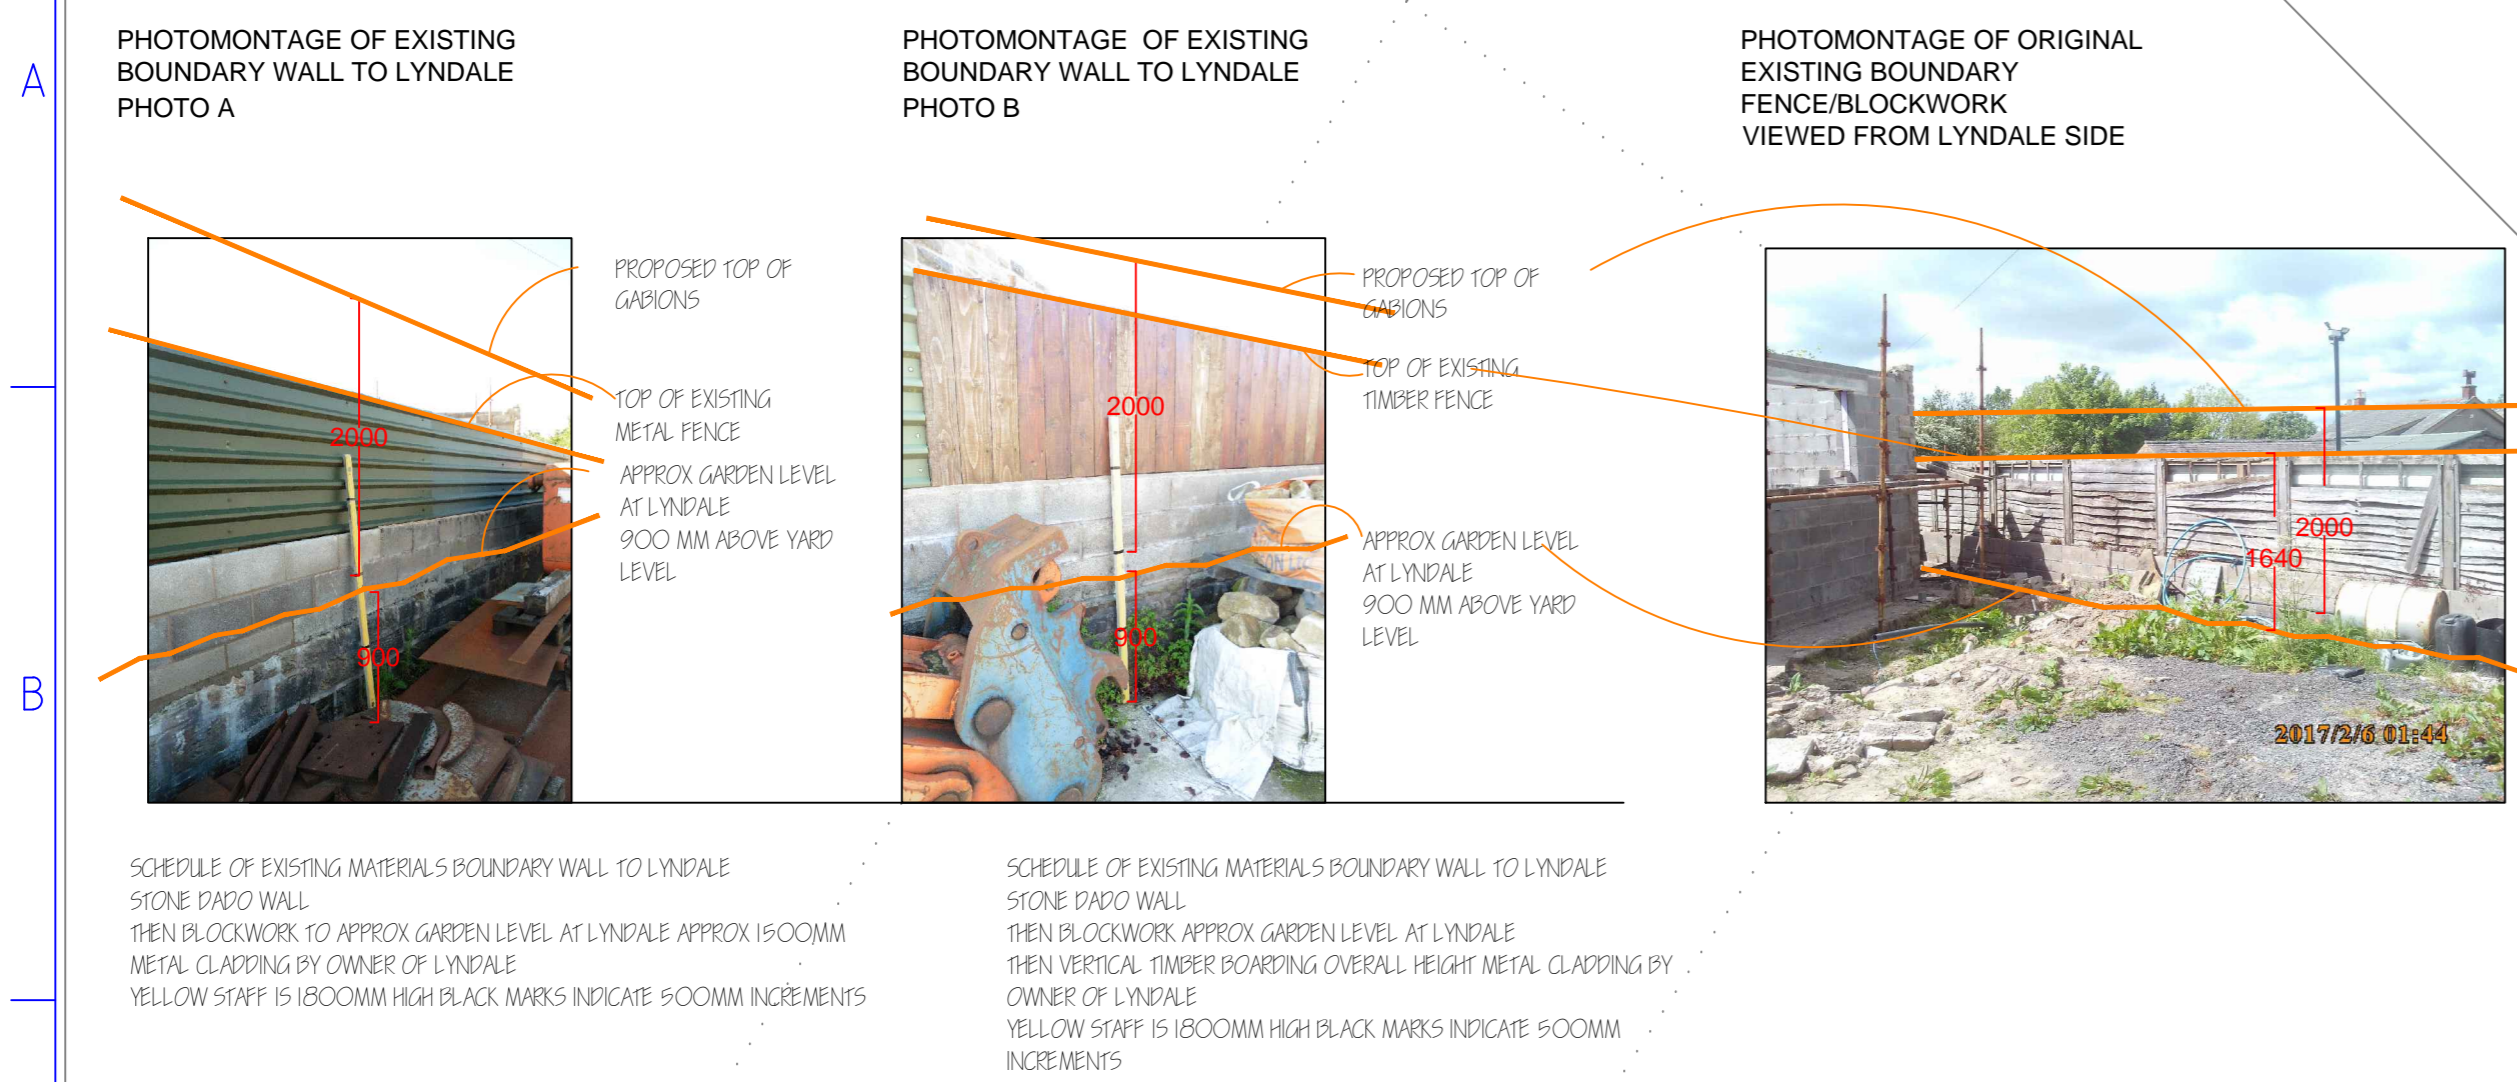 A
B
PHOTOMONTAGE OF EXISTING
BOUNDARY WALL TO LYNDALE
PHOTO A
PROPOSED TOP OF
GABIONS
TOP OF EXISTING
METAL FENCE
APPROX GARDEN LEVEL
AT LYNDALE
900 MM ABOVE YARD
LEVEL
2000
900
SCHEDULE OF EXISTING MATERIALS BOUNDARY WALL TO LYNDALE
STONE DADO WALL
THEN BLOCKWORK TO APPROX GARDEN LEVEL AT LYNDALE APPROX 1500MM
METAL CLADDING BY OWNER OF LYNDALE
YELLOW STAFF IS 1800MM HIGH BLACK MARKS INDICATE 500MM INCREMENTS
PHOTOMONTAGE OF EXISTING
BOUNDARY WALL TO LYNDALE
PHOTO B
PROPOSED TOP OF
GABIONS
TOP OF EXISTING
TIMBER FENCE
2000
APPROX GARDEN LEVEL
AT LYNDALE
900 MM ABOVE YARD
LEVEL
900
SCHEDULE OF EXISTING MATERIALS BOUNDARY WALL TO LYNDALE
STONE DADO WALL
THEN BLOCKWORK APPROX GARDEN LEVEL AT LYNDALE
THEN VERTICAL TIMBER BOARDING OVERALL HEIGHT METAL CLADDING BY
OWNER OF LYNDALE
YELLOW STAFF IS 1800MM HIGH BLACK MARKS INDICATE 500MM
INCREMENTS
PHOTOMONTAGE OF ORIGINAL
EXISTING BOUNDARY
FENCE/BLOCKWORK
VIEWED FROM LYNDALE SIDE
2000
1640
2017/2/6 01:44